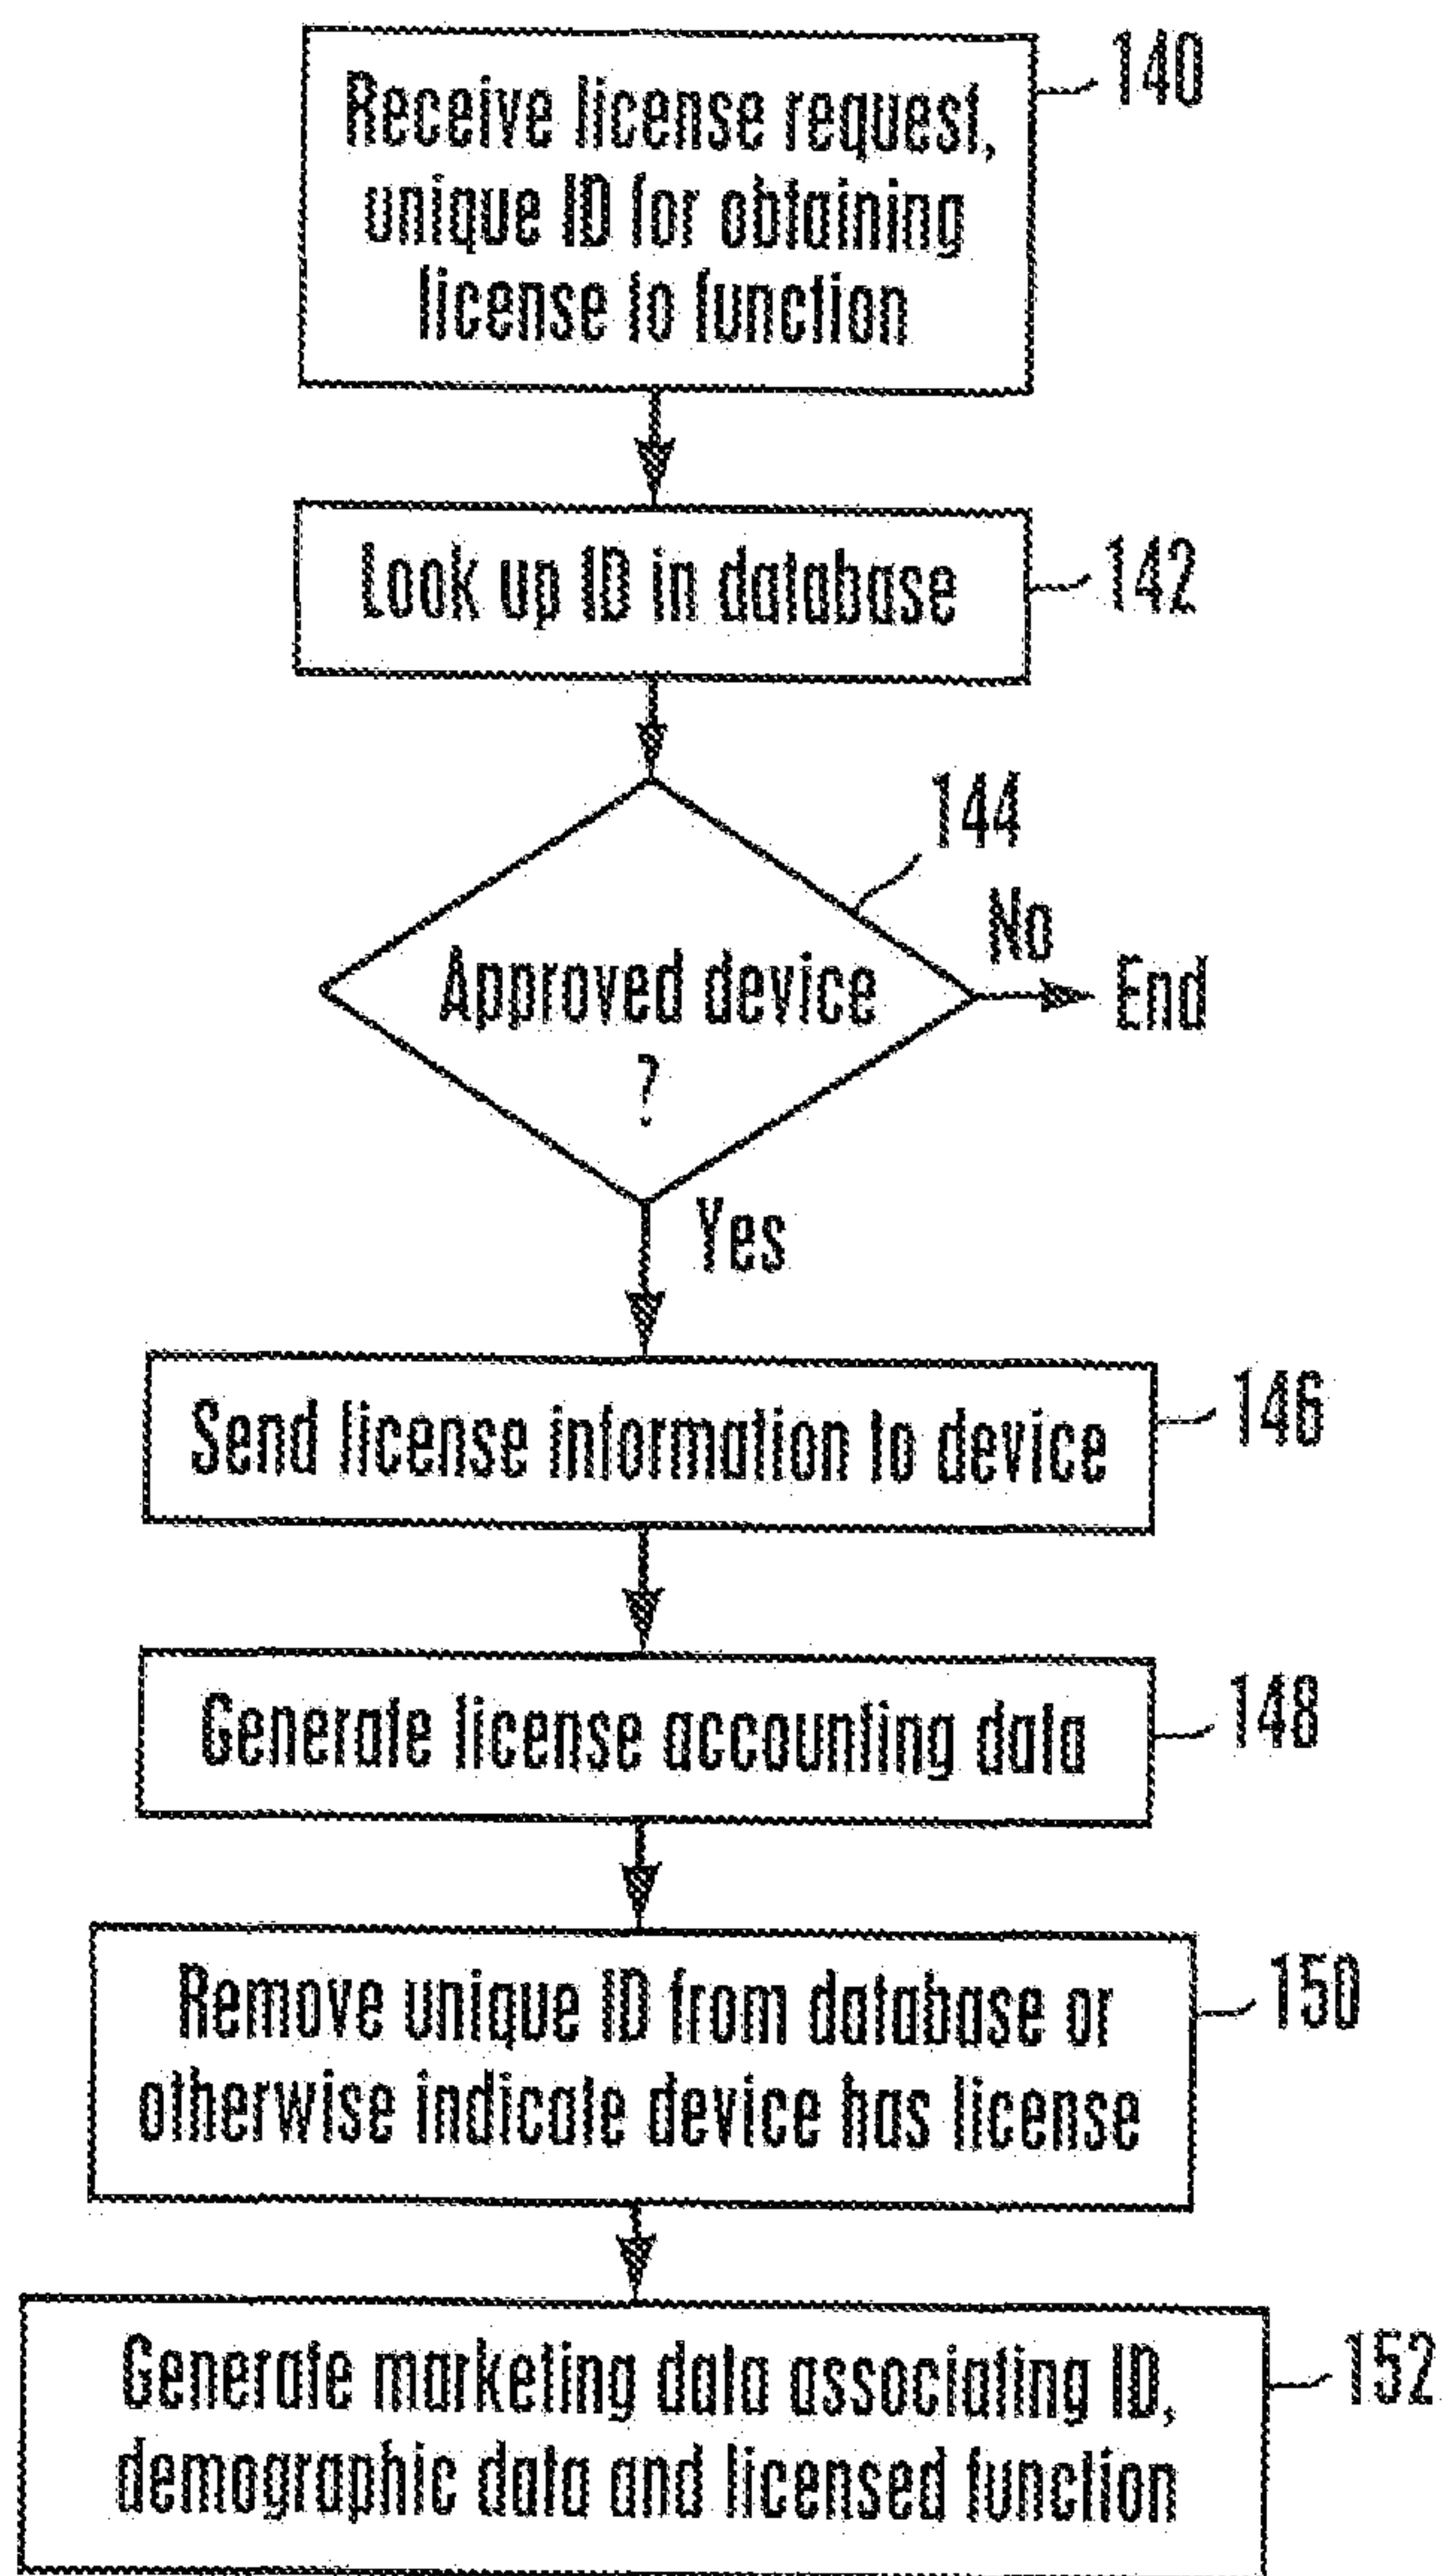 140
Receive license request,
unique ID for obtaining
license to function
Look up ID in database
142
144
No
Approved device
End
?
Yes
Send license information to device
146
Generate license accounting data
148
Remove unique ID from database or
otherwise indicate device has license
150
Generate marketing data associating ID,
demographic data and licensed function
152